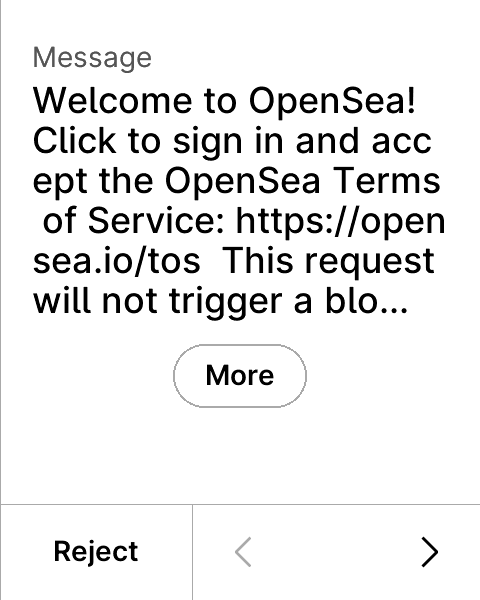 Message
Welcome to OpenSea!
Click to sign in and acc
ept the OpenSea Terms
 of Service: https://open
sea.io/tos  This request
will not trigger a blo...
More
Reject